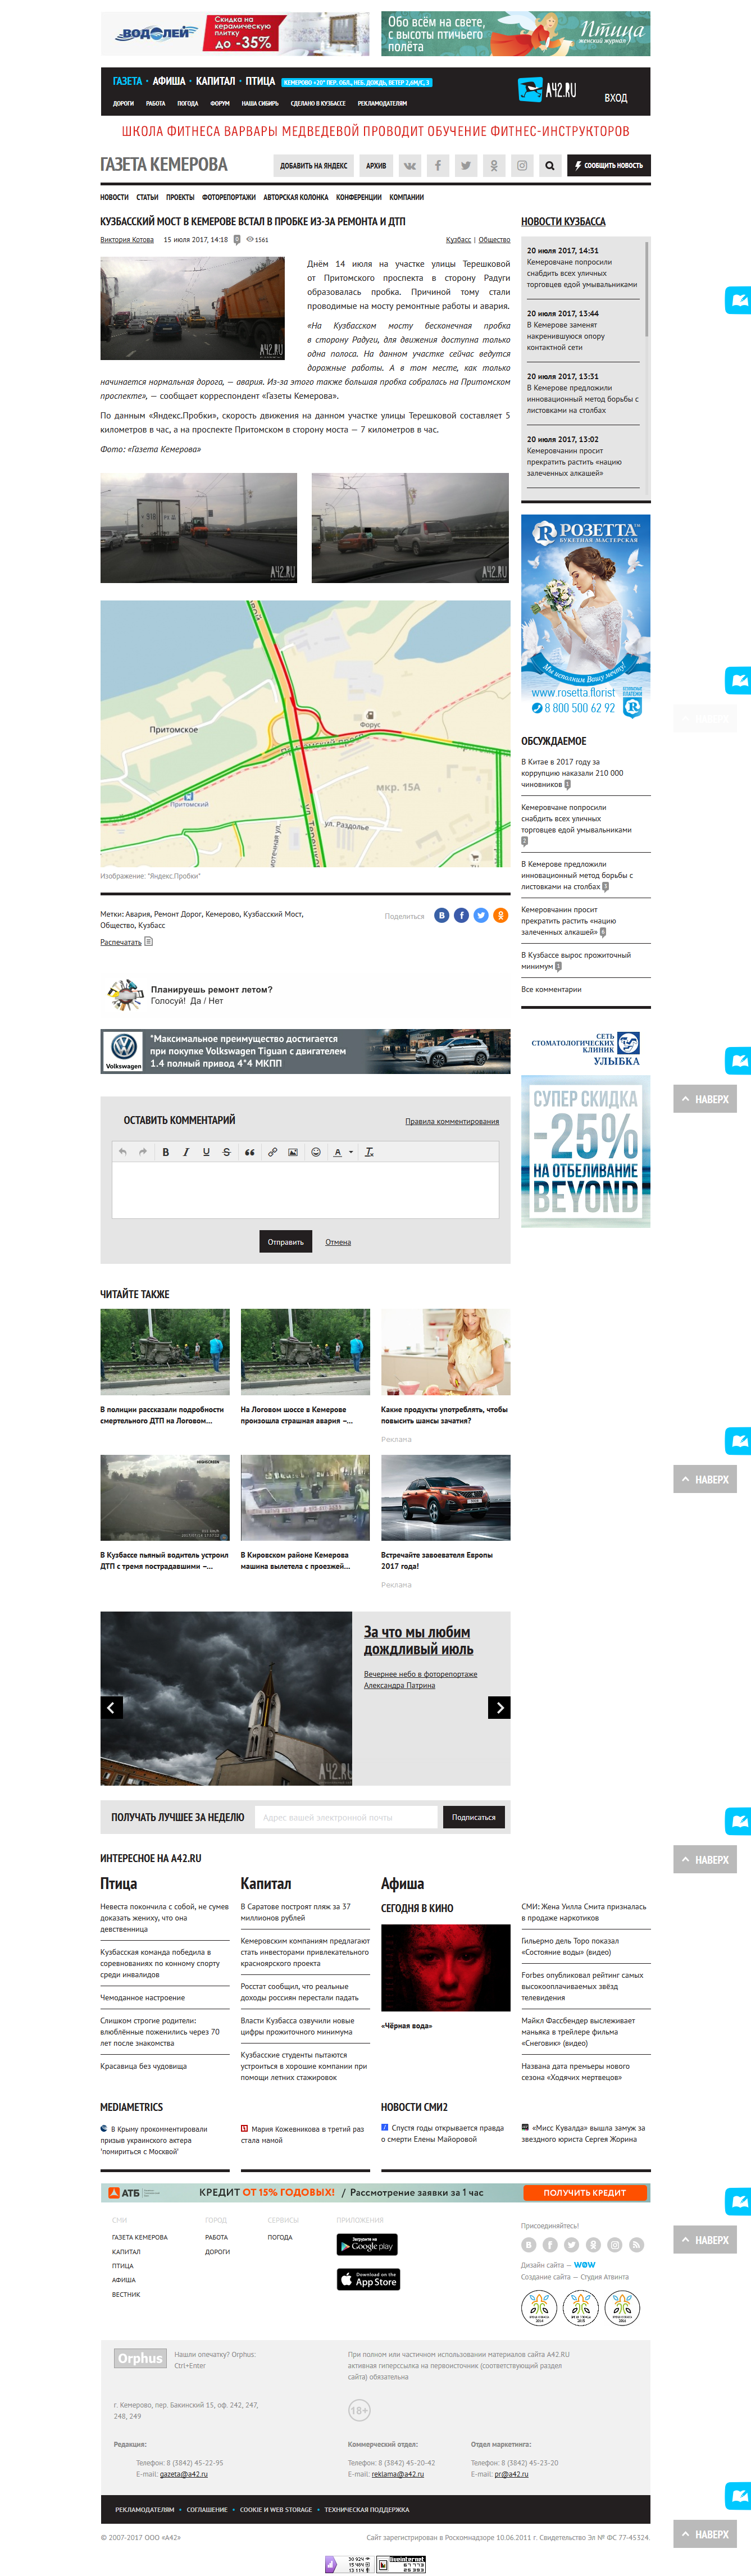 ВОДОЛЕЙ
Скидка на
керамическую
плитку
до -35%
Обо всём на свете,
с высоты птичьего
полёта
Птица
женский журнал
ГАЗЕТА • АФИША • КАПИТАЛ • ПТИЦА
КЕМЕРОВО +20° ПЕР. ОБЛ., НЕБ. ДОЖДЬ, ВЕТЕР 2,6М/С, З
ДОРОГИ РАБОТА ПОГОДА ФОРУМ НАША СИБИРЬ СДЕЛАНО В КУЗБАССЕ РЕКЛАМОДАТЕЛЯМ
A42.RU
ВХОД
ШКОЛА ФИТНЕСА ВАРВАРЫ МЕДВЕДЕВОЙ ПРОВОДИТ ОБУЧЕНИЕ ФИТНЕС-ИНСТРУКТОРОВ
ГАЗЕТА КЕМЕРОВА
ДОБАВИТЬ НА ЯНДЕКС
АРХИВ
СООБЩИТЬ НОВОСТЬ
НОВОСТИ СТАТЬИ ПРОЕКТЫ ФОТОРЕПОРТАЖИ АВТОРСКАЯ КОЛОНКА КОНФЕРЕНЦИИ КОМПАНИИ
КУЗБАССКИЙ МОСТ В КЕМЕРОВЕ ВСТАЛ В ПРОБКЕ ИЗ-ЗА РЕМОНТА И ДТП
Виктория Котова 15 июля 2017, 14:18 1561
Кузбасс | Общество
Днём 14 июля на участке улицы Терешковой
от Притомского проспекта в сторону Радуги
образовалась пробка. Причиной тому стали
проводимые на мосту ремонтные работы и авария.
«На Кузбасском мосту бесконечная пробка
в сторону Радуги, для движения доступна только
одна полоса. На данном участке сейчас ведутся
дорожные работы. А в том месте, как только
начинается нормальная дорога, — авария. Из-за этого также большая пробка собралась на Притомском
проспекте», — сообщает корреспондент «Газеты Кемерова».
По данным «Яндекс.Пробки», скорость движения на данном участке улицы Терешковой составляет 5
километров в час, а на проспекте Притомском в сторону моста — 7 километров в час.
Фото: «Газета Кемерова»
A42.RU
A42.RU
A42.RU
Притомское
Форус
Притомский
мкр. 15А
ул. Раздолье
Изображение: "Яндекс.Пробки"
Метки: Авария, Ремонт Дорог, Кемерово, Кузбасский Мост,
Общество, Кузбасс
Поделиться
Распечатать
Планируешь ремонт летом?
Голосуй! Да / Нет
Volkswagen
"Максимальное преимущество достигается
при покупке Volkswagen Tiguan с двигателем
1.4 полный привод 4*4 МКПП
ОСТАВИТЬ КОММЕНТАРИЙ
Правила комментирования
Отправить
Отмена
ЧИТАЙТЕ ТАКЖЕ
В полиции рассказали подробности
смертельного ДТП на Логовом...
На Логовом шоссе в Кемерове
произошла страшная авария –...
Какие продукты употреблять, чтобы
повысить шансы зачатия?
Реклама
HIGHSCREEN
В Кузбассе пьяный водитель устроил
ДТП с тремя пострадавшими –...
В Кировском районе Кемерова
машина вылетела с проезжей...
Встречайте завоевателя Европы
2017 года!
Реклама
A42.RU
За что мы любим
дождливый июль
Вечернее небо в фоторепортаже
Александра Патрина
ПОЛУЧАТЬ ЛУЧШЕЕ ЗА НЕДЕЛЮ
Адрес вашей электронной почты
Подписаться
НОВОСТИ КУЗБАССА
20 июля 2017, 14:31
Кемеровчане попросили
снабдить всех уличных
торговцев едой умывальниками
20 июля 2017, 13:44
В Кемерове заменят
накренившуюся опору
контактной сети
20 июля 2017, 13:31
В Кемерове предложили
инновационный метод борьбы с
листовками на столбах
20 июля 2017, 13:02
Кемеровчанин просит
прекратить растить «нацию
залеченных алкашей»
РОЗЕТТА
БУКЕТНАЯ МАСТЕРСКАЯ
Мы исполним Вашу мечту!
www.rosetta.florist
8 800 500 62 92
ОБСУЖДАЕМОЕ
В Китае в 2017 году за
коррупцию наказали 210 000
чиновников
Кемеровчане попросили
снабдить всех уличных
торговцев едой умывальниками
В Кемерове предложили
инновационный метод борьбы с
листовками на столбах
Кемеровчанин просит
прекратить растить «нацию
залеченных алкашей»
В Кузбассе вырос прожиточный
минимум
Все комментарии
СЕТЬ
СТОМАТОЛОГИЧЕСКИХ
КЛИНИК
УЛЫБКА
СУПЕР СКИДКА
-25%
НА ОТБЕЛИВАНИЕ
BEYOND
НАВЕРХ
НАВЕРХ
НАВЕРХ
НАВЕРХ
НАВЕРХ
ИНТЕРЕСНОЕ НА A42.RU
Птица
Невеста покончила с собой, не сумев
доказать жениху, что она
девственница
Кузбасская команда победила в
соревнованиях по конному спорту
среди инвалидов
Чемоданное настроение
Слишком строгие родители:
влюблённые поженились через 70
лет после знакомства
Красавица без чудовища
Капитал
В Саратове построят пляж за 37
миллионов рублей
Кемеровским компаниям предлагают
стать инвесторами привлекательного
красноярского проекта
Росстат сообщил, что реальные
доходы россиян перестали падать
Власти Кузбасса озвучили новые
цифры прожиточного минимума
Кузбасские студенты пытаются
устроиться в хорошие компании при
помощи летних стажировок
Афиша
СЕГОДНЯ В КИНО
«Чёрная вода»
СМИ: Жена Уилла Смита призналась
в продаже наркотиков
Гильермо дель Торо показал
«Состояние воды» (видео)
Forbes опубликовал рейтинг самых
высокооплачиваемых звёзд
телевидения
Майкл Фассбендер выслеживает
маньяка в трейлере фильма
«Снеговик» (видео)
Названа дата премьеры нового
сезона «Ходячих мертвецов»
MEDIAMETRICS
В Крыму прокомментировали
призыв украинского актера
'помириться с Москвой'
Мария Кожевникова в третий раз
стала мамой
НОВОСТИ СМИ2
Спустя годы открывается правда
о смерти Елены Майоровой
«Мисс Кувалда» вышла замуж за
звездного юриста Сергея Жорина
АТБ
КРЕДИТ ОТ 15% ГОДОВЫХ! / Рассмотрение заявки за 1 час
ПОЛУЧИТЬ КРЕДИТ
СМИ
ГАЗЕТА КЕМЕРОВА
КАПИТАЛ
ПТИЦА
АФИША
ВЕСТНИК
ГОРОД
РАБОТА
ДОРОГИ
СЕРВИСЫ
ПОГОДА
ПРИЛОЖЕНИЯ
Загрузите на
Google play
Download on the
App Store
Присоединяйтесь!
Дизайн сайта — WOW
Создание сайта — Студия Атвинта
Orphus
Нашли опечатку? Orphus:
Ctrl+Enter
При полном или частичном использовании материалов сайта A42.RU
активная гиперссылка на первоисточник (соответствующий раздел
сайта) обязательна
г. Кемерово, пер. Бакинский 15, оф. 242, 247,
248, 249
18+
Редакция:
Телефон: 8 (3842) 45-22-95
E-mail: gazeta@a42.ru
Коммерческий отдел:
Телефон: 8 (3842) 45-20-42
E-mail: reklama@a42.ru
Отдел маркетинга:
Телефон: 8 (3842) 45-23-20
E-mail: pr@a42.ru
РЕКЛАМОДАТЕЛЯМ • СОГЛАШЕНИЕ • COOKIE И WEB STORAGE • ТЕХНИЧЕСКАЯ ПОДДЕРЖКА
© 2007-2017 ООО «А42»
Сайт зарегистрирован в Роскомнадзоре 10.06.2011 г. Свидетельство Эл № ФС 77-45324.
liveinternet